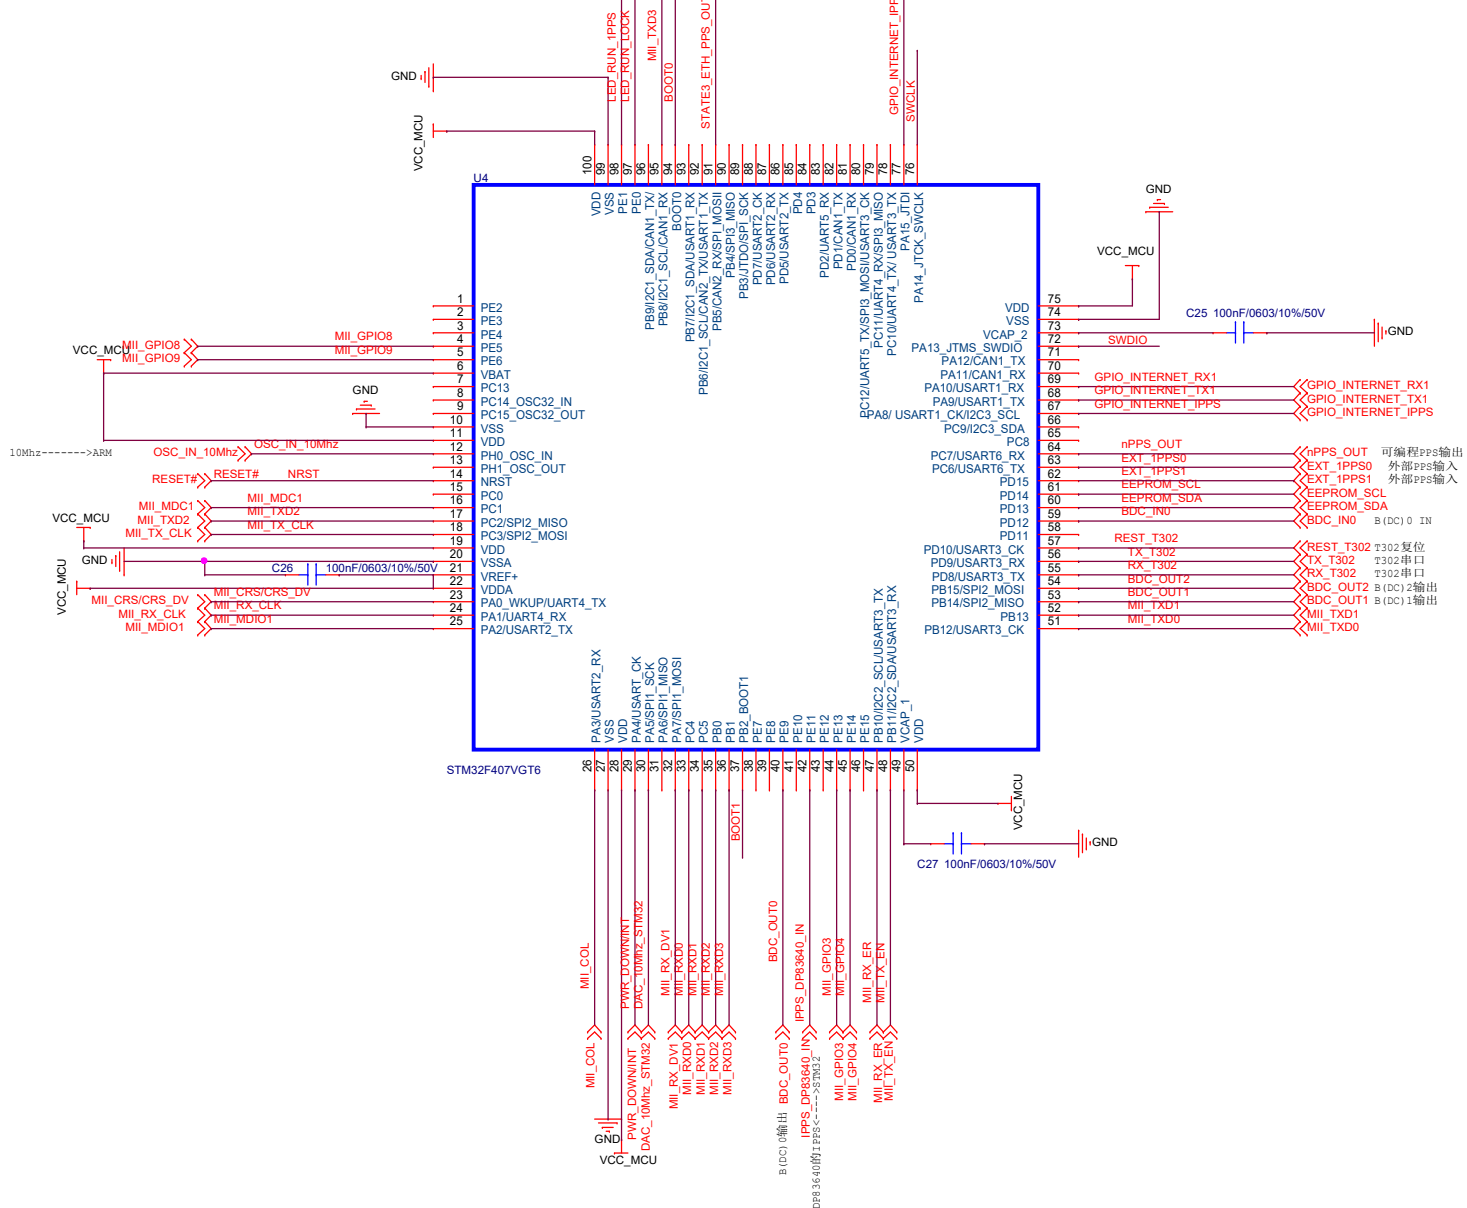 LED_RUN_1PPS
LED_RUN_LOCK
MII_TXD3
BOOT0
STATE3_ETH_PPS_OU
GPIO_INTERNET_IPP
SWCLK
GND
VCC_MCU
100
99
98
97
96
95
94
93
92
91
90
89
88
87
86
85
84
83
82
81
80
79
78
77
76
U4
VDD
VSS
PE1
PE0
PB9/I2C1_SDA/CAN1_TX/
PB8/I2C1_SCL/CAN1_RX
BOOT0
PB7/I2C1_SDA/USART1_RX
PB6/I2C1_SCL/CAN2_TX/USART1_TX
PB5/CAN2_RX/SPI_MOSII
PB4/SPI3_MISO
PB3/JTDO/SPI_SCK
PD7/USART2_CK
PD6/USART2_RX
PD5/USART2_TX
PD4
PD3
PD2/UART5_RX
PD1/CAN1_TX
PD0/CAN1_RX
PC12/UART5_TX/SPI3_MOSI/USART3_CK
PC11/UART4_RX/SPI3_MISO
PC10/UART4_TX/ USART3_TX
PA15_JTDI
PA14_JTCK_SWCLK
1 PE2
2 PE3
3 PE4
MII_GPIO8 MII_GPIO8 4 PE5
MII_GPIO9 MII_GPIO9 5 PE6
VCC_MCU
6 VBAT
7 PC13
8 PC14_OSC32_IN
9 PC15_OSC32_OUT
GND
10 VSS
11 VDD
10Mhz------->ARM OSC_IN_10Mhz OSC_IN_10Mhz 12 PH0_OSC_IN
13 PH1_OSC_OUT
RESET# RESET# NRST 14 NRST
15 PC0
MII_MDC1 MII_MDC1 16 PC1
MII_TXD2 MII_TXD2 17 PC2/SPI2_MISO
MII_TX_CLK MII_TX_CLK 18 PC3/SPI2_MOSI
VCC_MCU
19 VDD
GND 20 VSSA
C26 100nF/0603/10%/50V 21 VREF+
VCC_MCU
22 VDDA
MII_CRS/CRS_DV MII_CRS/CRS_DV 23 PA0_WKUP/UART4_TX
MII_RX_CLK MII_RX_CLK 24 PA1/UART4_RX
MII_MDIO1 MII_MDIO1 25 PA2/USART2_TX
GND
VCC_MCU
VDD 75
VSS 74
VCAP_2 73 C25 100nF/0603/10%/50V GND
PA13_JTMS_SWDIO 72 SWDIO
PA12/CAN1_TX 71
PA11/CAN1_RX 70
PA10/USART1_RX 69 GPIO_INTERNET_RX1 GPIO_INTERNET_RX1
PA9/USART1_TX 68 GPIO_INTERNET_TX1 GPIO_INTERNET_TX1
PA8/ USART1_CK/I2C3_SCL 67 GPIO_INTERNET_IPPS GPIO_INTERNET_IPPS
PC9/I2C3_SDA 66
PC8 65
PC7/USART6_RX 64 nPPS_OUT nPPS_OUT 可编程PPS输出
PC6/USART6_TX 63 EXT_1PPS0 EXT_1PPS0 外部PPS输入
PD15 62 EXT_1PPS1 EXT_1PPS1 外部PPS输入
PD14 61 EEPROM_SCL EEPROM_SCL
PD13 60 EEPROM_SDA EEPROM_SDA
PD12 59 BDC_IN0 BDC_IN0 B(DC)0 IN
PD11 58
PD10/USART3_CK 57 REST_T302 REST_T302 T302复位
PD9/USART3_RX 56 TX_T302 TX_T302 T302串口
PD8/USART3_TX 55 RX_T302 RX_T302 T302串口
PB15/SPI2_MOSI 54 BDC_OUT2 BDC_OUT2 B(DC)2输出
PB14/SPI2_MISO 53 BDC_OUT1 BDC_OUT1 B(DC)1输出
PB13 52 MII_TXD1 MII_TXD1
PB12/USART3_CK 51 MII_TXD0 MII_TXD0
PA3/USART2_RX
VSS
VDD
PA4/USART_CK
PA5/SPI1_SCK
PA6/SPI1_MISO
PA7/SPI1_MOSI
PC4
PC5
PB0
PB1
PB2_BOOT1
PE7
PE8
PE9
PE10
PE11
PE12
PE13
PE14
PE15
PB10/I2C2_SCL/USART3_TX
PB11/I2C2_SDA/USART3_RX
VCAP_1
VDD
STM32F407VGT6
26
27
28
29
30
31
32
33
34
35
36
37
38
39
40
41
42
43
44
45
46
47
48
49
50
BOOT1
VCC_MCU
GND
C27 100nF/0603/10%/50V
MII_COL
PWR_DOWN/INT
DAC_10Mhz_STM32
MII_RX_DV1
MII_RXD0
MII_RXD1
MII_RXD2
MII_RXD3
BDC_OUT0
IPPS_DP83640_IN
MII_GPIO3
MII_GPIO4
MII_RX_ER
MII_TX_EN
MII_COL
GND
VCC_MCU
PWR_DOWN/INT
DAC_10Mhz_STM32
MII_RX_DV1
MII_RXD0
MII_RXD1
MII_RXD2
MII_RXD3
B(DC)0输出 BDC_OUT0
IPPS_DP83640_IN
DP83640的1PPS<---->STM32
MII_GPIO3
MII_GPIO4
MII_RX_ER
MII_TX_EN